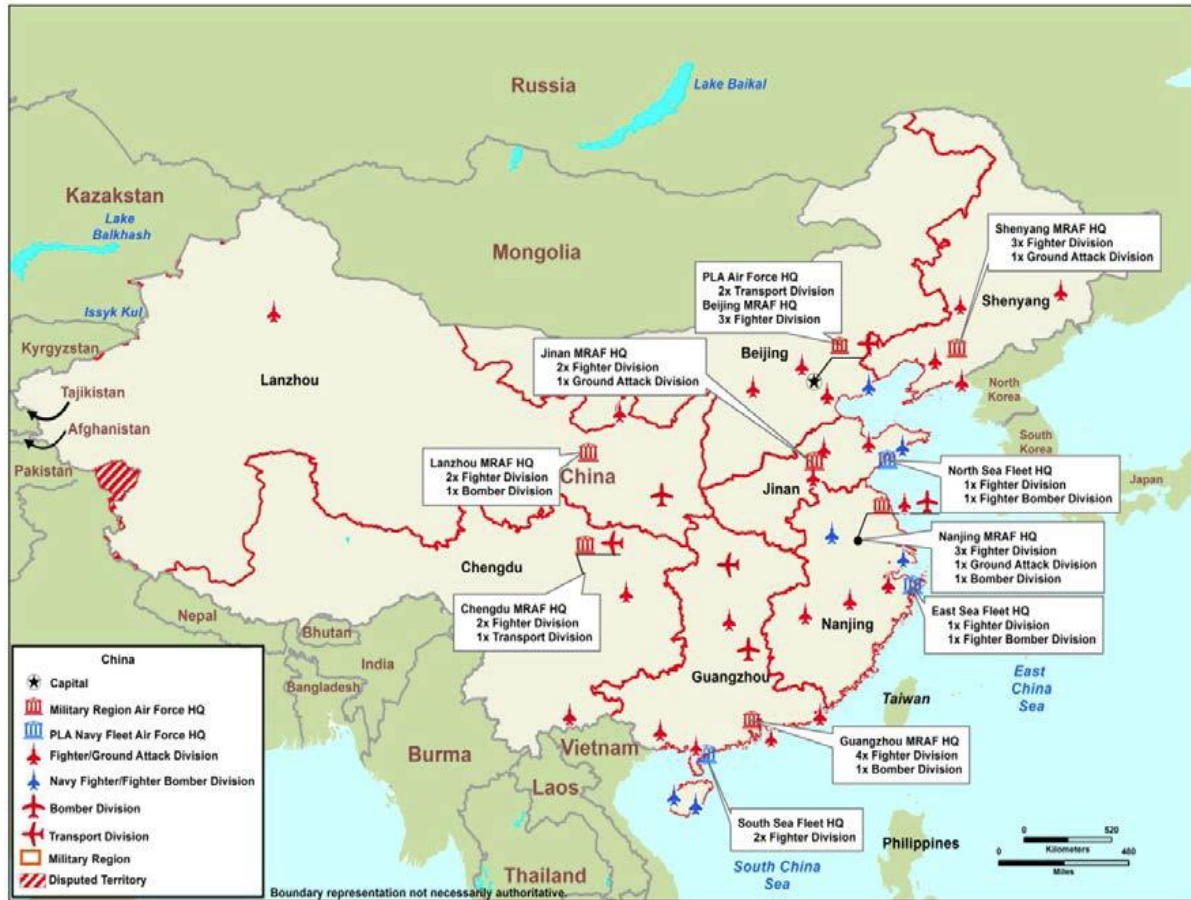 Russia
Lake Baikal
Kazakstan
Lake
Balkhash
Mongolia
Issyk Kul
Kyrgyzstan
Tajikistan
Afghanistan
Pakistan
Lanzhou
Shenyang MRAF HQ
3x Fighter Division
1x Ground Attack Division
Shenyang
PLA Air Force HQ
2x Transport Division
Beijing MRAF HQ
3x Fighter Division
Beijing
Jinan MRAF HQ
2x Fighter Division
1x Ground Attack Division
North
Korea
South
Korea
Japan
Lanzhou MRAF HQ
2x Fighter Division
1x Bomber Division
China
Jinan
North Sea Fleet HQ
1x Fighter Division
1x Fighter Bomber Division
Nanjing MRAF HQ
3x Fighter Division
1x Ground Attack Division
1x Bomber Division
Chengdu
Chengdu MRAF HQ
2x Fighter Division
1x Transport Division
Nanjing
East Sea Fleet HQ
1x Fighter Division
1x Fighter Bomber Division
Nepal
Bhutan
India
Bangladesh
Guangzhou
East
China
Sea
Taiwan
Burma
Vietnam
Laos
Thailand
Guangzhou MRAF HQ
4x Fighter Division
1x Bomber Division
South Sea Fleet HQ
2x Fighter Division
South China
Sea
Philippines
0 520
Kilometers
0 460
Miles
China
Capital
Military Region Air Force HQ
PLA Navy Fleet Air Force HQ
Fighter/Ground Attack Division
Navy Fighter/Fighter Bomber Division
Bomber Division
Transport Division
Military Region
Disputed Territory
Boundary representation not necessarily authoritative.